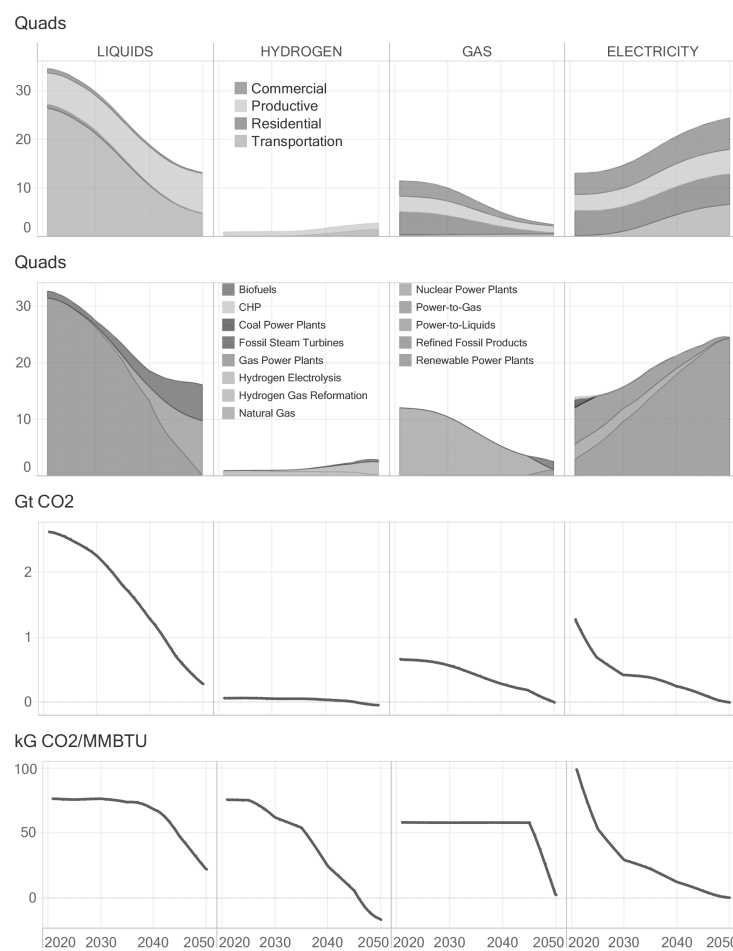 Quads
LIQUIDS HYDROGEN GAS ELECTRICITY
30
20
10
0
Commercial
Productive
Residential
Transportation
Quads
30
20
10
0
Biofuels
CHP
Coal Power Plants
Fossil Steam Turbines
Gas Power Plants
Hydrogen Electrolysis
Hydrogen Gas Reformation
Natural Gas
Nuclear Power Plants
Power-to-Gas
Power-to-Liquids
Refined Fossil Products
Renewable Power Plants
Gt CO2
2
1
0
kG CO2/MMBTU
100
50
0
2020 2030 2040 2050 2020 2030 2040 2050 2020 2030 2040 2050 2020 2030 2040 2050